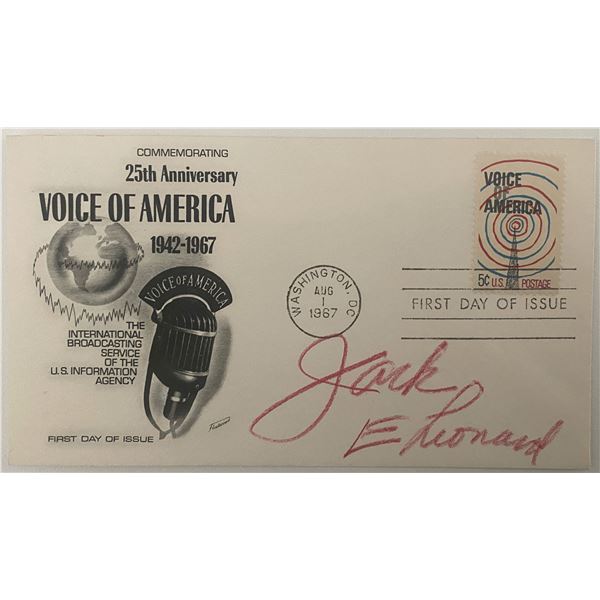 COMMEMORATING
25th Anniversary
VOICE OF AMERICA
1942-1967
VOICE OF AMERICA
THE
INTERNATIONAL
BROADCASTING
SERVICE
OF THE
U.S. INFORMATION
AGENCY
FIRST DAY OF ISSUE
WASHINGTON, DC
AUG
1
1967
VOICE
OF
AMERICA
5c U.S. POSTAGE
FIRST DAY OF ISSUE
Jack
E Leonard